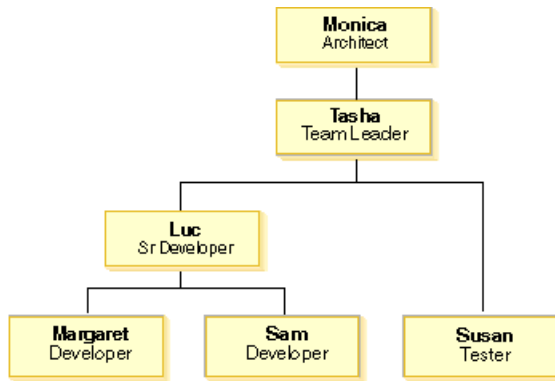 Monica
Architect
Tasha
Team Leader
Luc
Sr Developer
Margaret
Developer
Sam
Developer
Susan
Tester